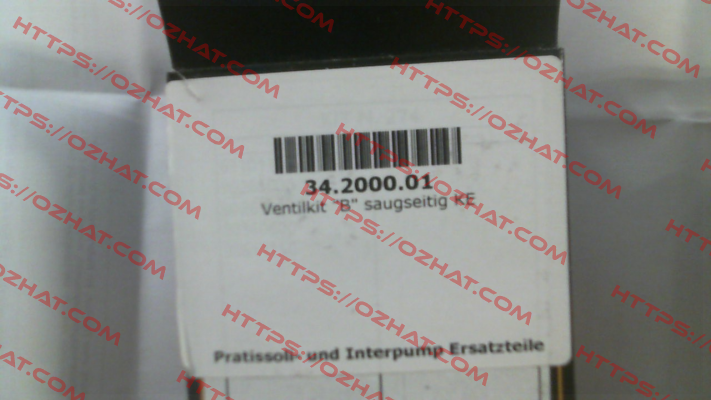 34.2000.01
Ventilkit "B" saugseitig KE
Pratissoli- und Interpump Ersatzteile
HTTPS://OZHAT.COM